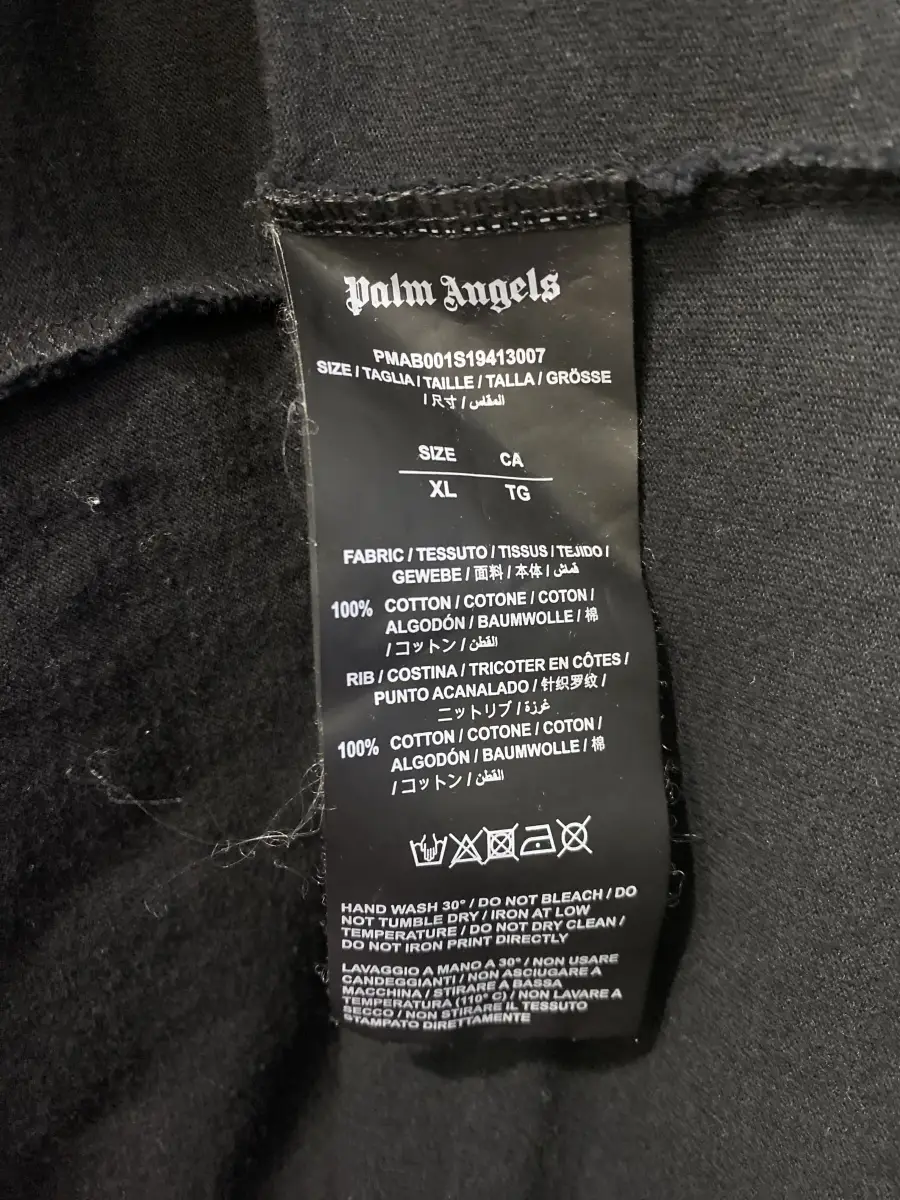 Palm Angels
PMAB001S19413007
SIZE / TAGLIA / TAILLE / TALLA / GRÖSSE
/ 尺寸 / المقاس
SIZE CA
XL TG
FABRIC / TESSUTO / TISSUS / TEJIDO /
GEWEBE / 面料 / 本体 / قماش
100% COTTON / COTONE / COTON /
ALGODÓN / BAUMWOLLE / 棉
/ コットン / القطن
RIB / COSTINA / TRICOTER EN CÔTES /
PUNTO ACANALADO / 针织罗纹 /
ニットリブ / غرزة
100% COTTON / COTONE / COTON /
ALGODÓN / BAUMWOLLE / 棉
/ コットン / القطن
HAND WASH 30° / DO NOT BLEACH / DO
NOT TUMBLE DRY / IRON AT LOW
TEMPERATURE / DO NOT DRY CLEAN /
DO NOT IRON PRINT DIRECTLY
LAVAGGIO A MANO A 30° / NON USARE
CANDEGGIANTI / NON ASCIUGARE A
MACCHINA / STIRARE A BASSA
TEMPERATURA (110° C) / NON LAVARE A
SECCO / NON STIRARE IL TESSUTO
STAMPATO DIRETTAMENTE